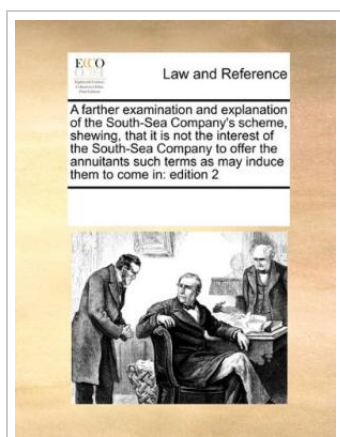 ECCO
Law and Reference
A farther examination and explanation
of the South-Sea Company's scheme,
shewing, that it is not the interest of
the South-Sea Company to offer the
annuitants such terms as may induce
them to come in: edition 2